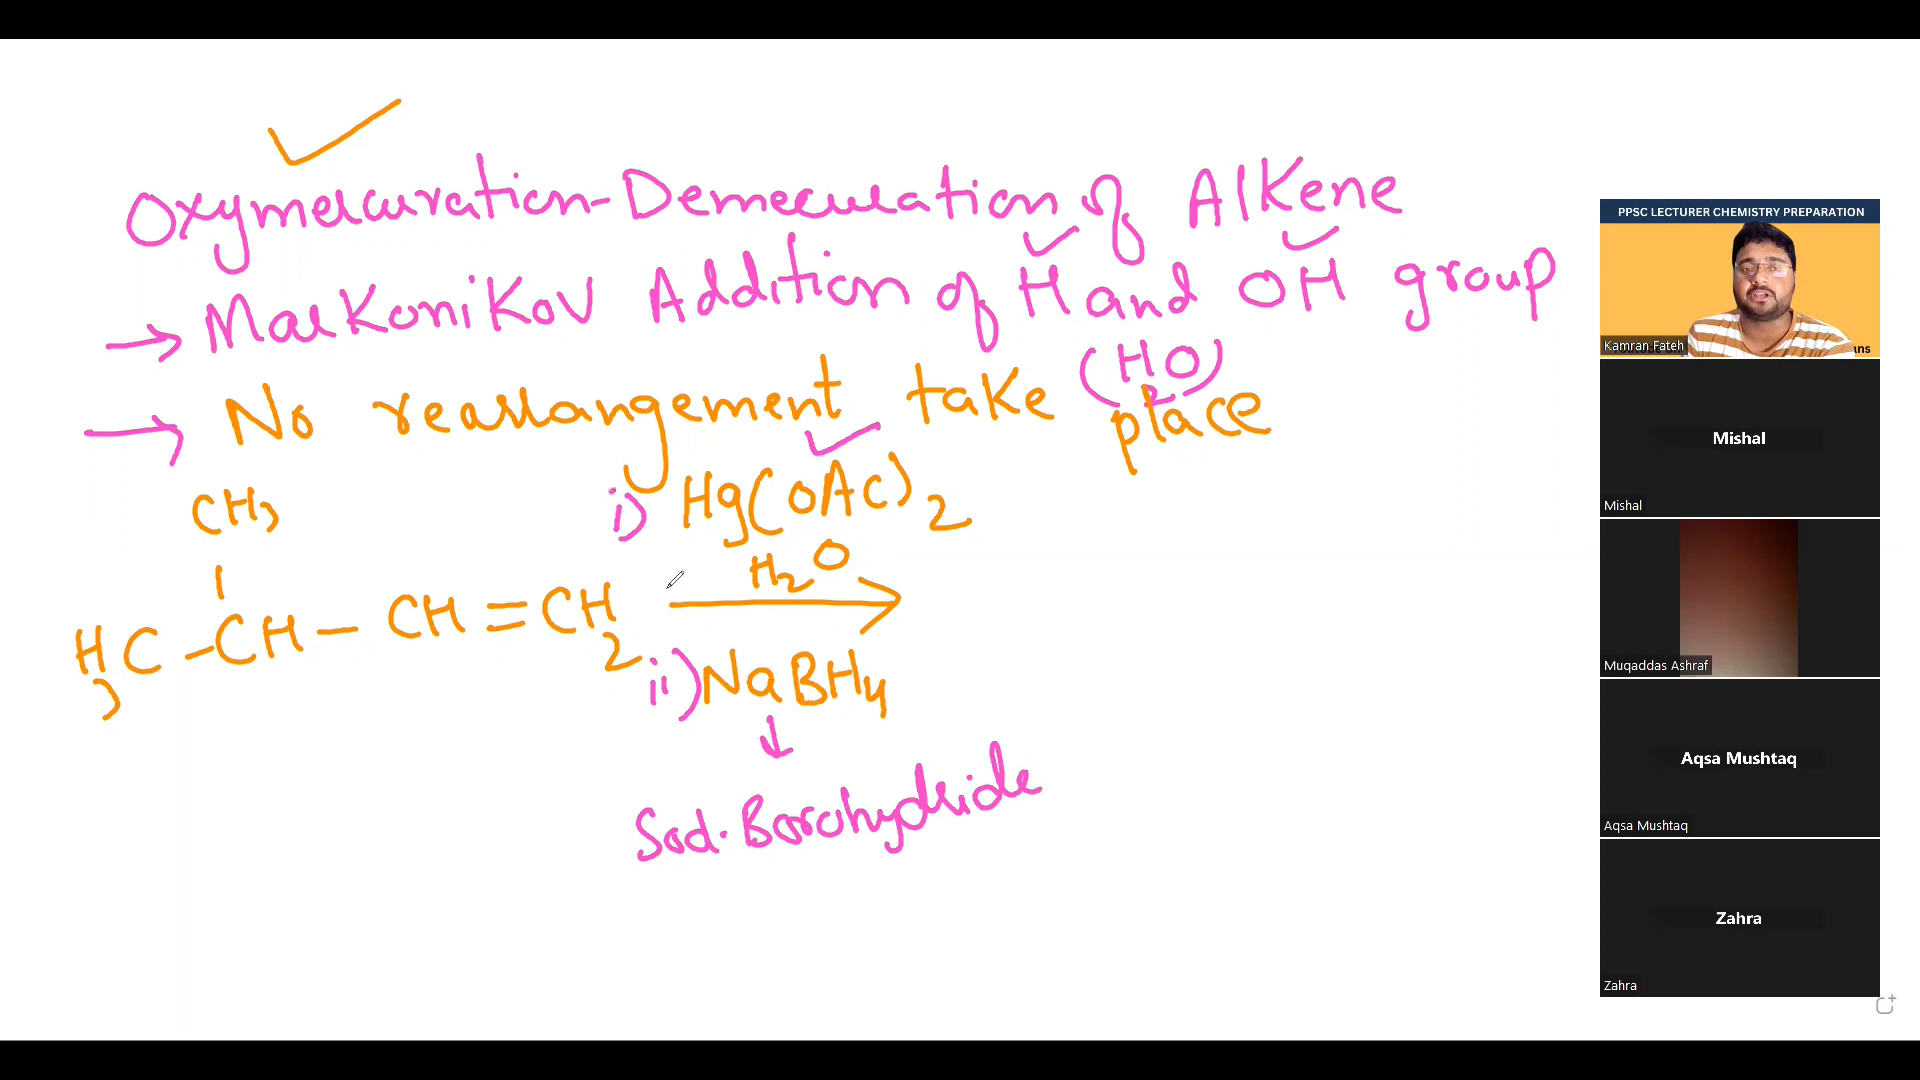 Oxymercuration-Demercuration of Alkene
→ Markonikov Addition of H and OH group
(H2O)
→ No rearrangement take place
CH3
i) Hg(OAc)2
H2O
H3C-CH-CH=CH2
ii) NaBH4
↓
Sod. Borohydride
PPSC LECTURER CHEMISTRY PREPARATION
Kamran Fateh
Mishal
Mishal
Muqaddas Ashraf
Aqsa Mushtaq
Aqsa Mushtaq
Zahra
Zahra